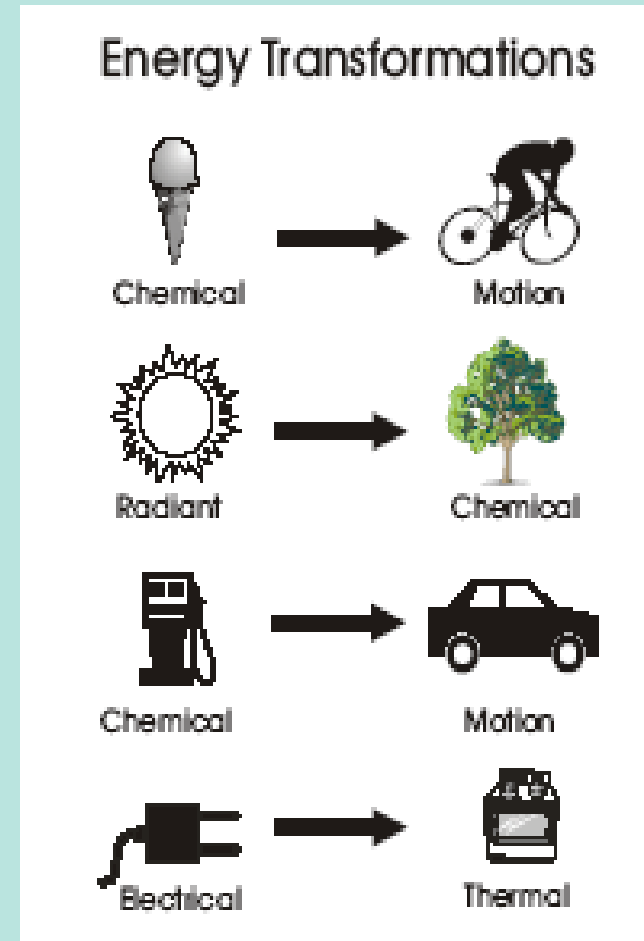 Energy Transformations
Chemical Motion
Radiant Chemical
Chemical Motion
Electrical Thermal